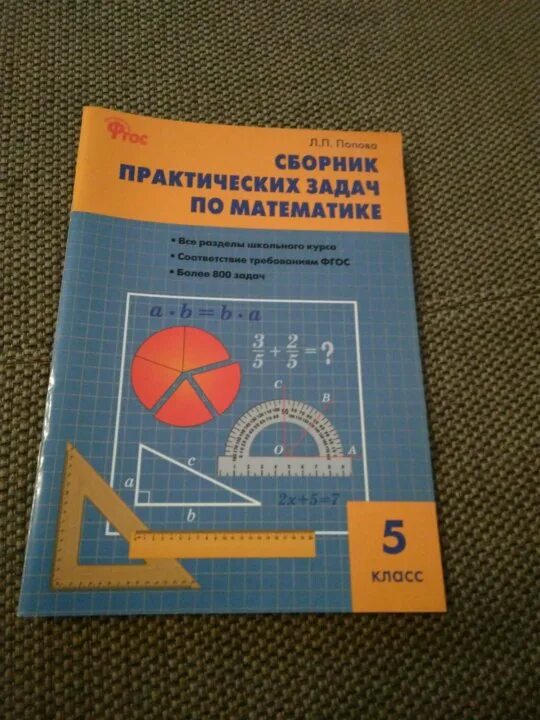 ФГОС
Л.П. Попова
СБОРНИК
ПРАКТИЧЕСКИХ ЗАДАЧ
ПО МАТЕМАТИКЕ
• Все разделы школьного курса
• Соответствие требованиям ФГОС
• Более 800 задач
a · b = b · a
3/5 + 2/5 = ?
C
B
O
A
a
c
b
2x+5=7
5
класс